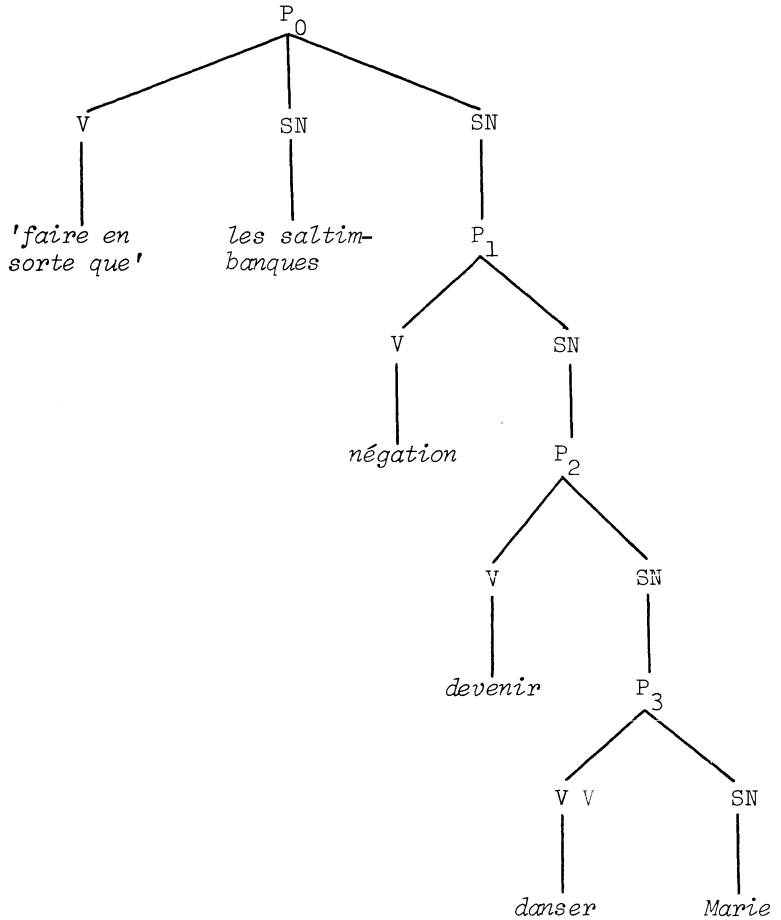 P0
V SN SN
'faire en les saltim-
sorte que' banques
P1
V SN
négation
P2
V SN
devenir
P3
V V SN
danser Marie